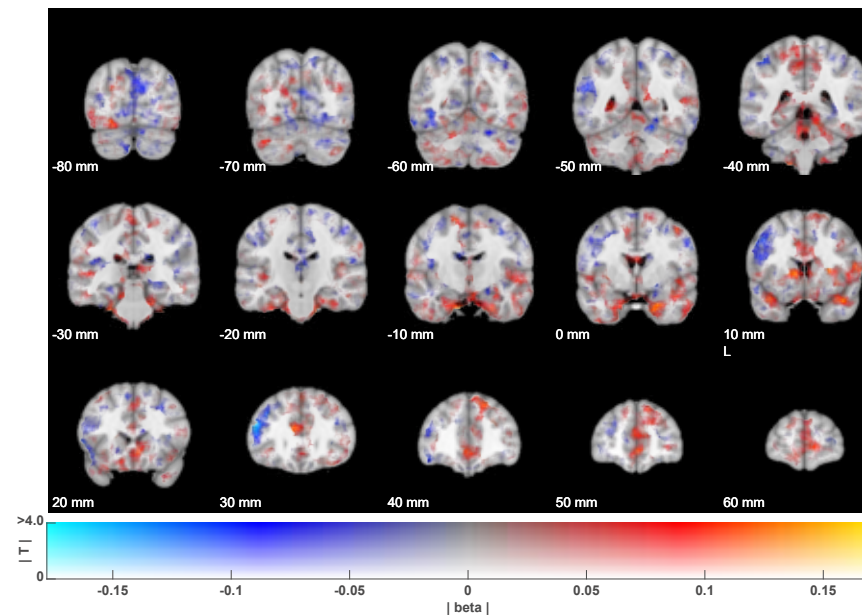 -80 mm
-70 mm
-60 mm
-50 mm
-40 mm
-30 mm
-20 mm
-10 mm
0 mm
10 mm
L
20 mm
30 mm
40 mm
50 mm
60 mm
>4.0
| T |
0
-0.15
-0.1
-0.05
0
0.05
0.1
0.15
| beta |